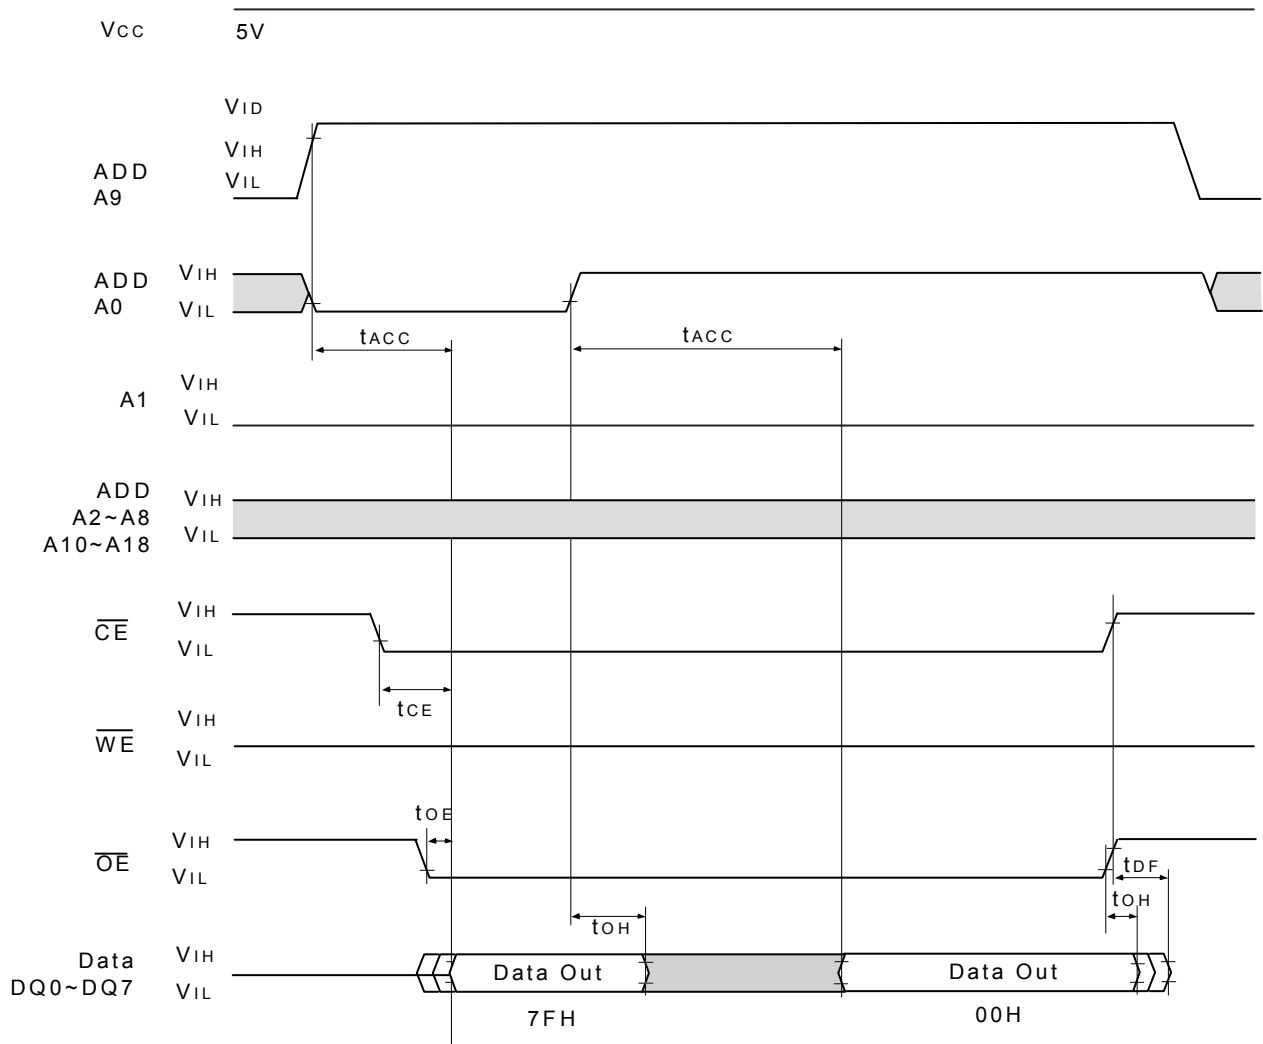 VCC 5V
VID
VIH
ADD
A9
VIL
ADD
A0
VIH
VIL
tACC tACC
A1
VIH
VIL
ADD
A2~A8
A10~A18
VIH
VIL
CE
VIH
VIL
tCE
WE
VIH
VIL
tOE
OE
VIH
VIL
tDF
tOH
tOH
Data
DQ0~DQ7
VIH
VIL
Data Out Data Out
7FH 00H